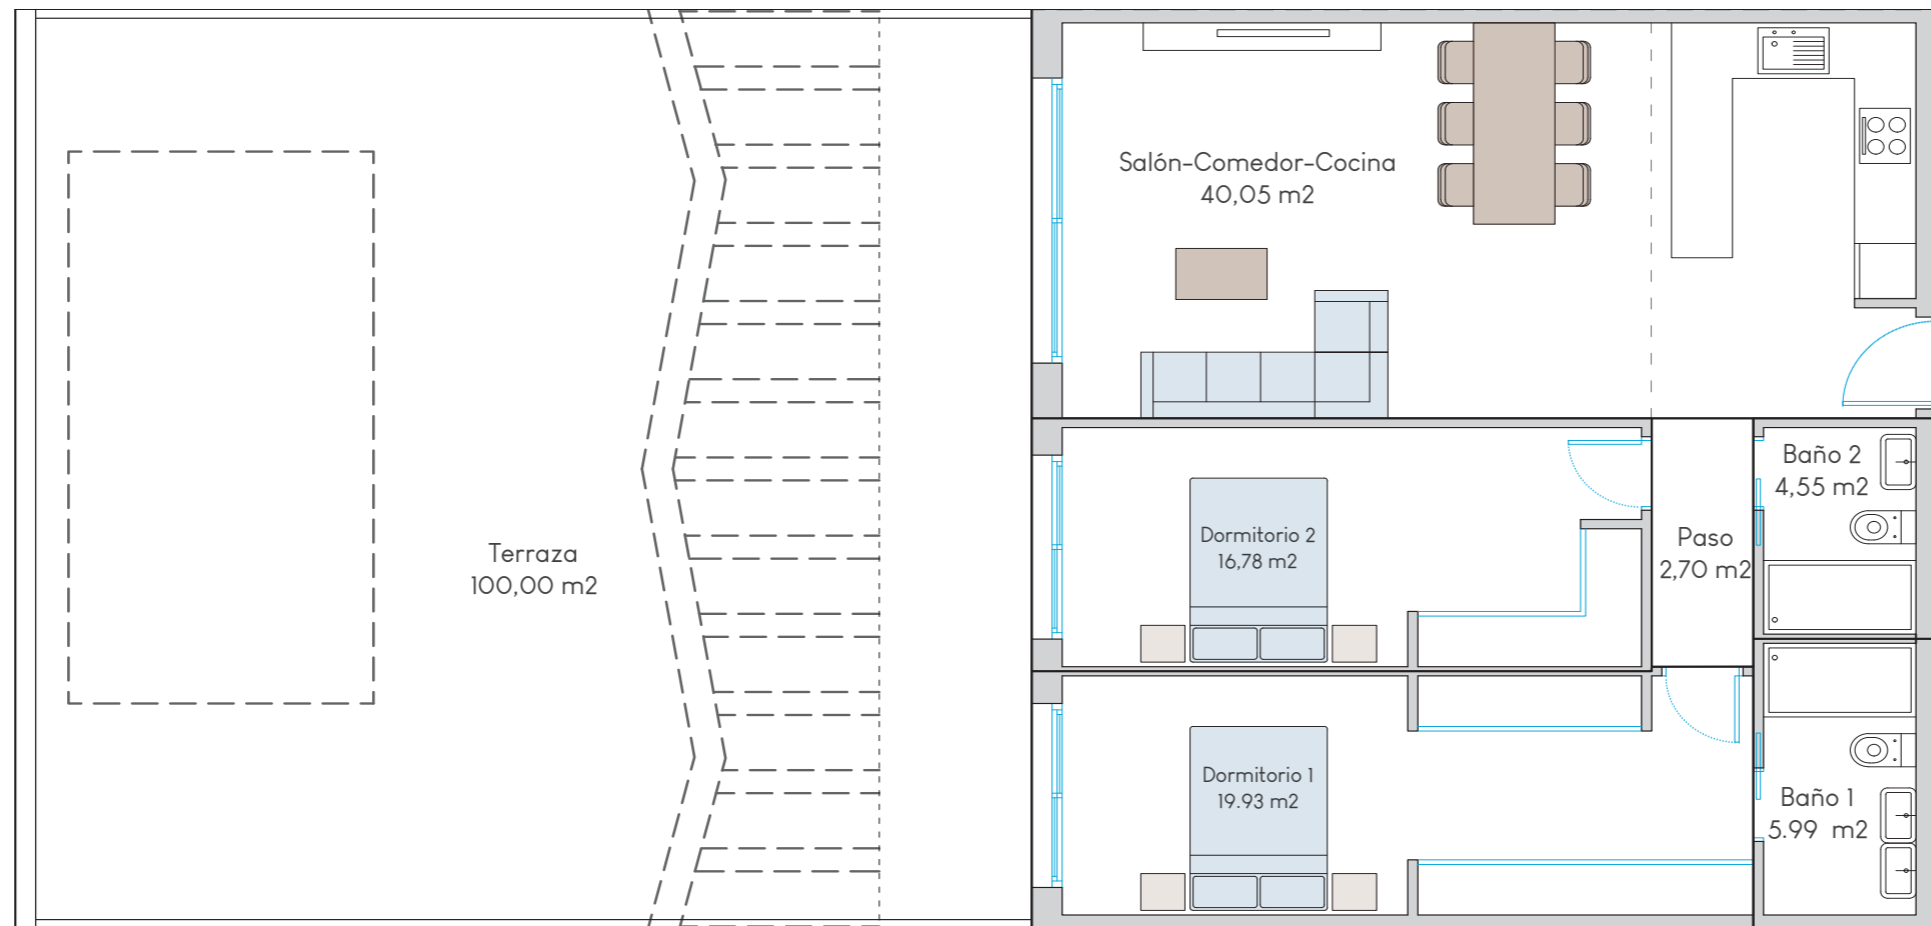 Salón-Comedor-Cocina
40,05 m2
Baño 2
4,55 m2
Dormitorio 2
16,78 m2
Paso
2,70 m2
Terraza
100,00 m2
Dormitorio 1
19.93 m2
Baño 1
5.99 m2